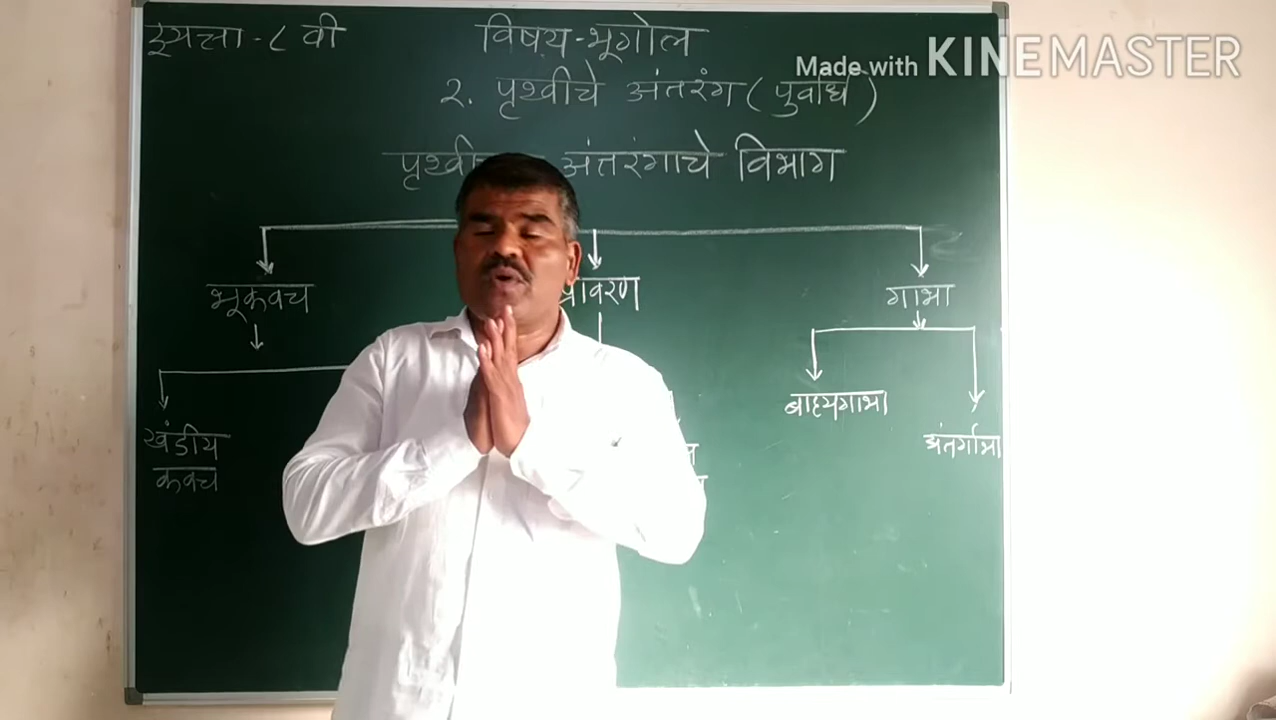 इयत्ता - ८ वी विषय - भूगोल
Made with KINEMASTER
२. पृथ्वीचे अंतरंग ( पुर्वार्ध )
अंतरंगाचे विभाग
भूकवच प्रावरण गाभा
बाह्यगाभा
खंडीय अंतर्गाभा
कवच